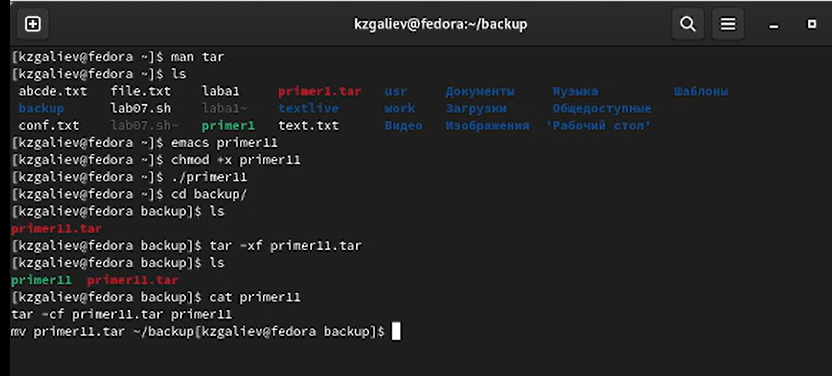 kzgaliev@fedora:~/backup
[kzgaliev@fedora ~]$ man tar
[kzgaliev@fedora ~]$ ls
abcde.txt file.txt laba1 primer1.tar usr Документы Музыка Шаблоны
backup lab07.sh laba1~ textlive work Загрузки Общедоступные
conf.txt lab07.sh~ primer1 text.txt Видео Изображения 'Рабочий стол'
[kzgaliev@fedora ~]$ emacs primer11
[kzgaliev@fedora ~]$ chmod +x primer11
[kzgaliev@fedora ~]$ ./primer11
[kzgaliev@fedora ~]$ cd backup/
[kzgaliev@fedora backup]$ ls
primer11.tar
[kzgaliev@fedora backup]$ tar -xf primer11.tar
[kzgaliev@fedora backup]$ ls
primer11 primer11.tar
[kzgaliev@fedora backup]$ cat primer11
tar -cf primer11.tar primer11
mv primer11.tar ~/backup[kzgaliev@fedora backup]$